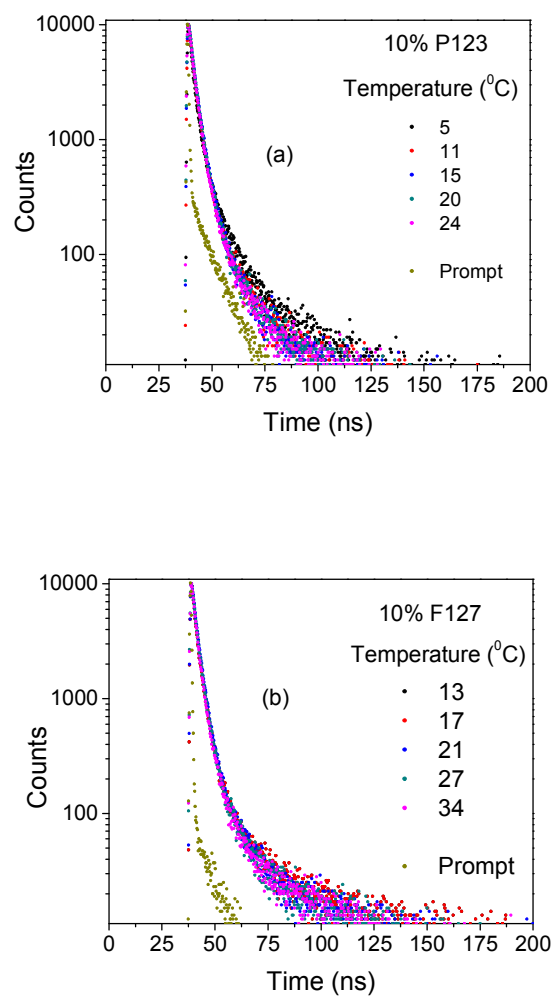 10000
10% P123
Temperature (⁰C)
1000
(a)
5
11
15
20
24
100
Prompt
Counts
0 25 50 75 100 125 150 175 200
Time (ns)
10000
10% F127
Temperature (⁰C)
1000
(b)
13
17
21
27
34
100
Prompt
Counts
0 25 50 75 100 125 150 175 200
Time (ns)